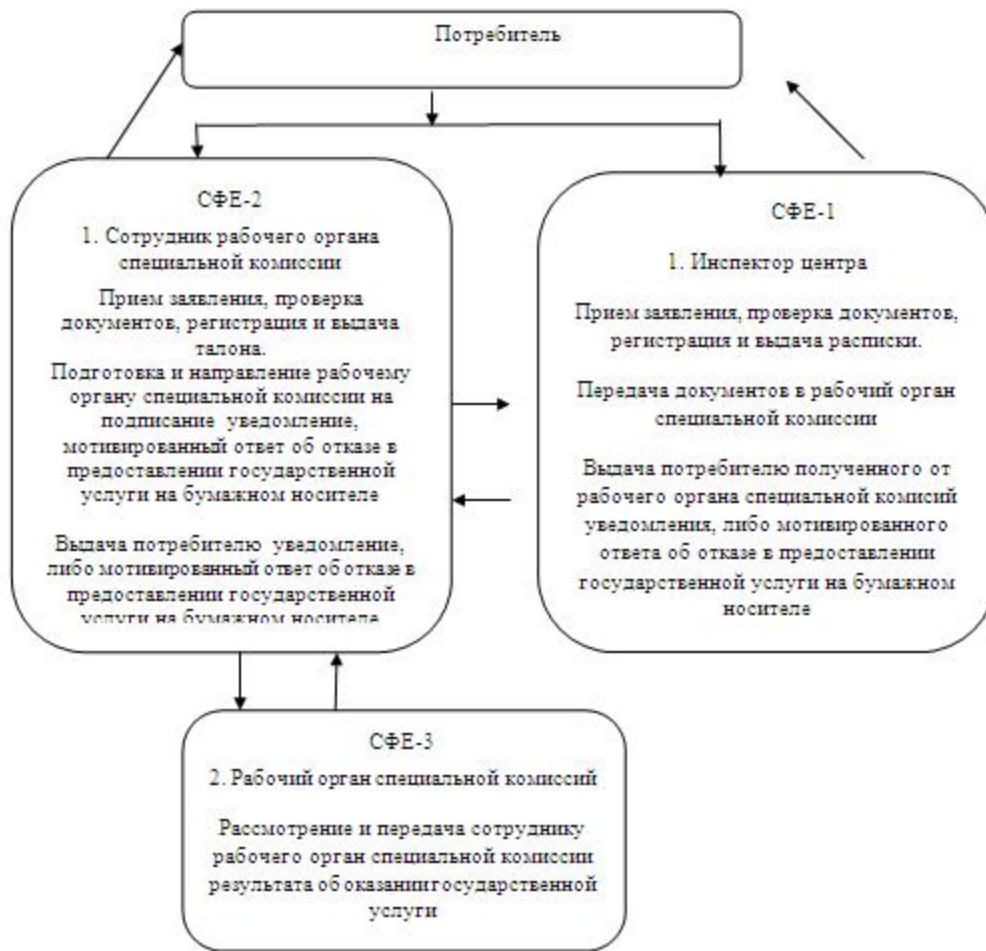 Потребитель
СФЕ-2
1. Сотрудник рабочего органа
специальной комиссии
Прием заявления, проверка
документов, регистрация и выдача
талона.
Подготовка и направление рабочему
органу специальной комиссии на
подписание уведомление,
мотивированный ответ об отказе в
предоставлении государственной
услуги на бумажном носителе
Выдача потребителю уведомление,
либо мотивированный ответ об отказе в
предоставлении государственной
услуги на бумажном носителе
СФЕ-1
1. Инспектор центра
Прием заявления, проверка документов,
регистрация и выдача расписки.
Передача документов в рабочий орган
специальной комиссии
Выдача потребителю полученного от
рабочего органа специальной комисий
уведомления, либо мотивированного
ответа об отказе в предоставлении
государственной услуги на бумажном
носителе
СФЕ-3
2. Рабочий орган специальной комиссий
Рассмотрение и передача сотруднику
рабочего орган специальной комиссии
результата об оказании государственной
услуги